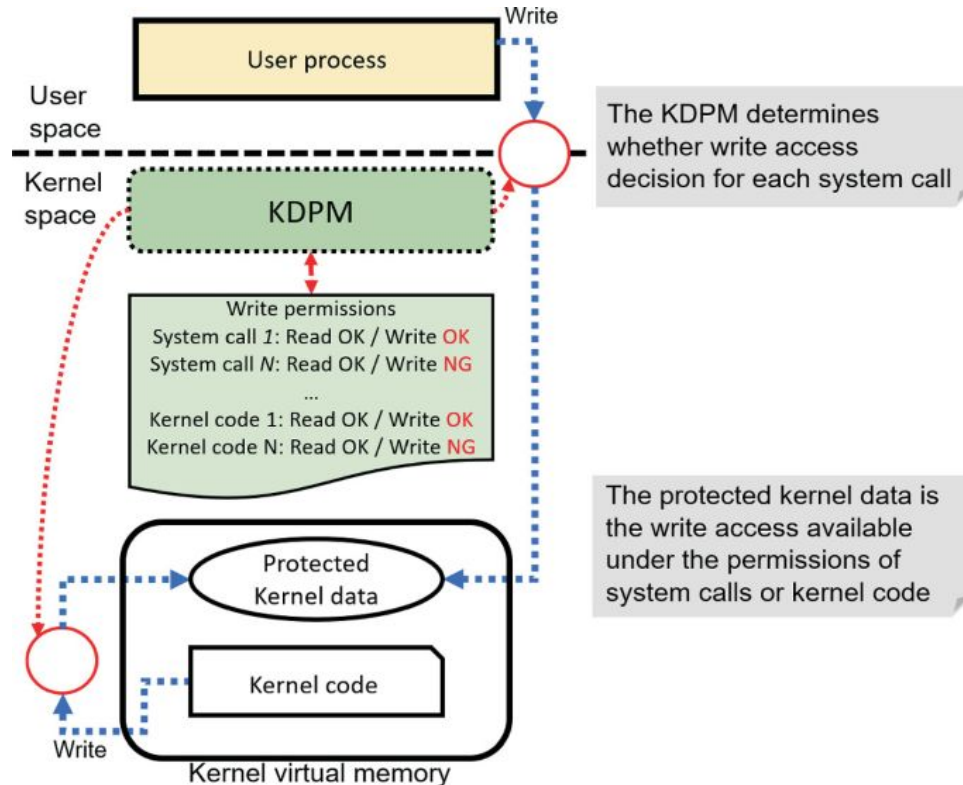 Write
User process
User
space
Kernel
space
KDPM
The KDPM determines
whether write access
decision for each system call
Write permissions
System call 1: Read OK / Write OK
System call N: Read OK / Write NG
...
Kernel code 1: Read OK / Write OK
Kernel code N: Read OK / Write NG
The protected kernel data is
the write access available
under the permissions of
system calls or kernel code
Protected
Kernel data
Kernel code
Write
Kernel virtual memory